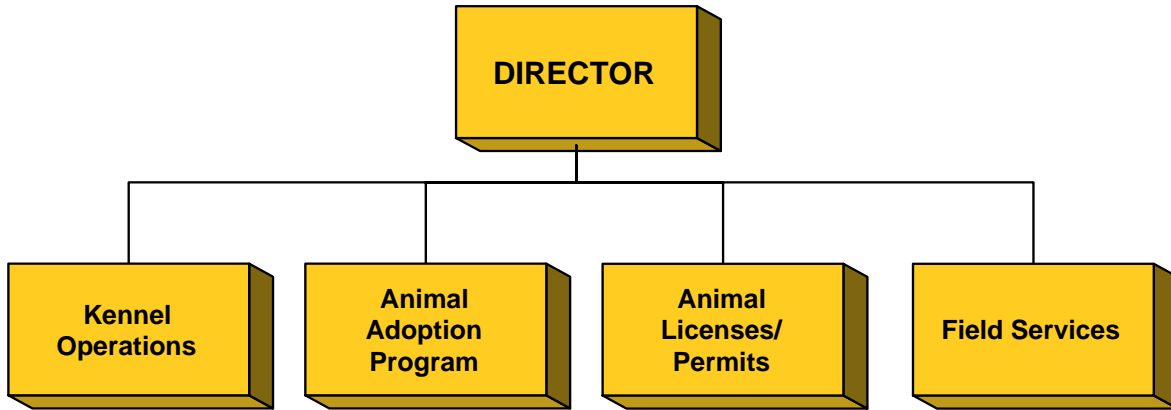 DIRECTOR
Kennel
Operations
Animal
Adoption
Program
Animal
Licenses/
Permits
Field Services